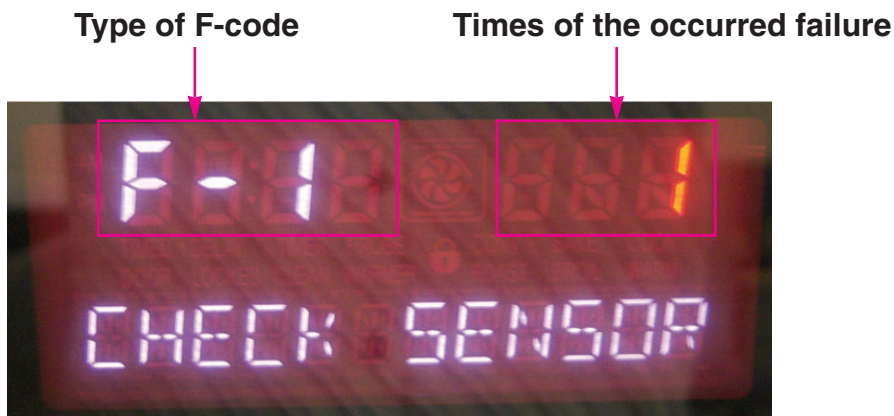 Type of F-code Times of the occurred failure
F-1 1
CHECK SENSOR